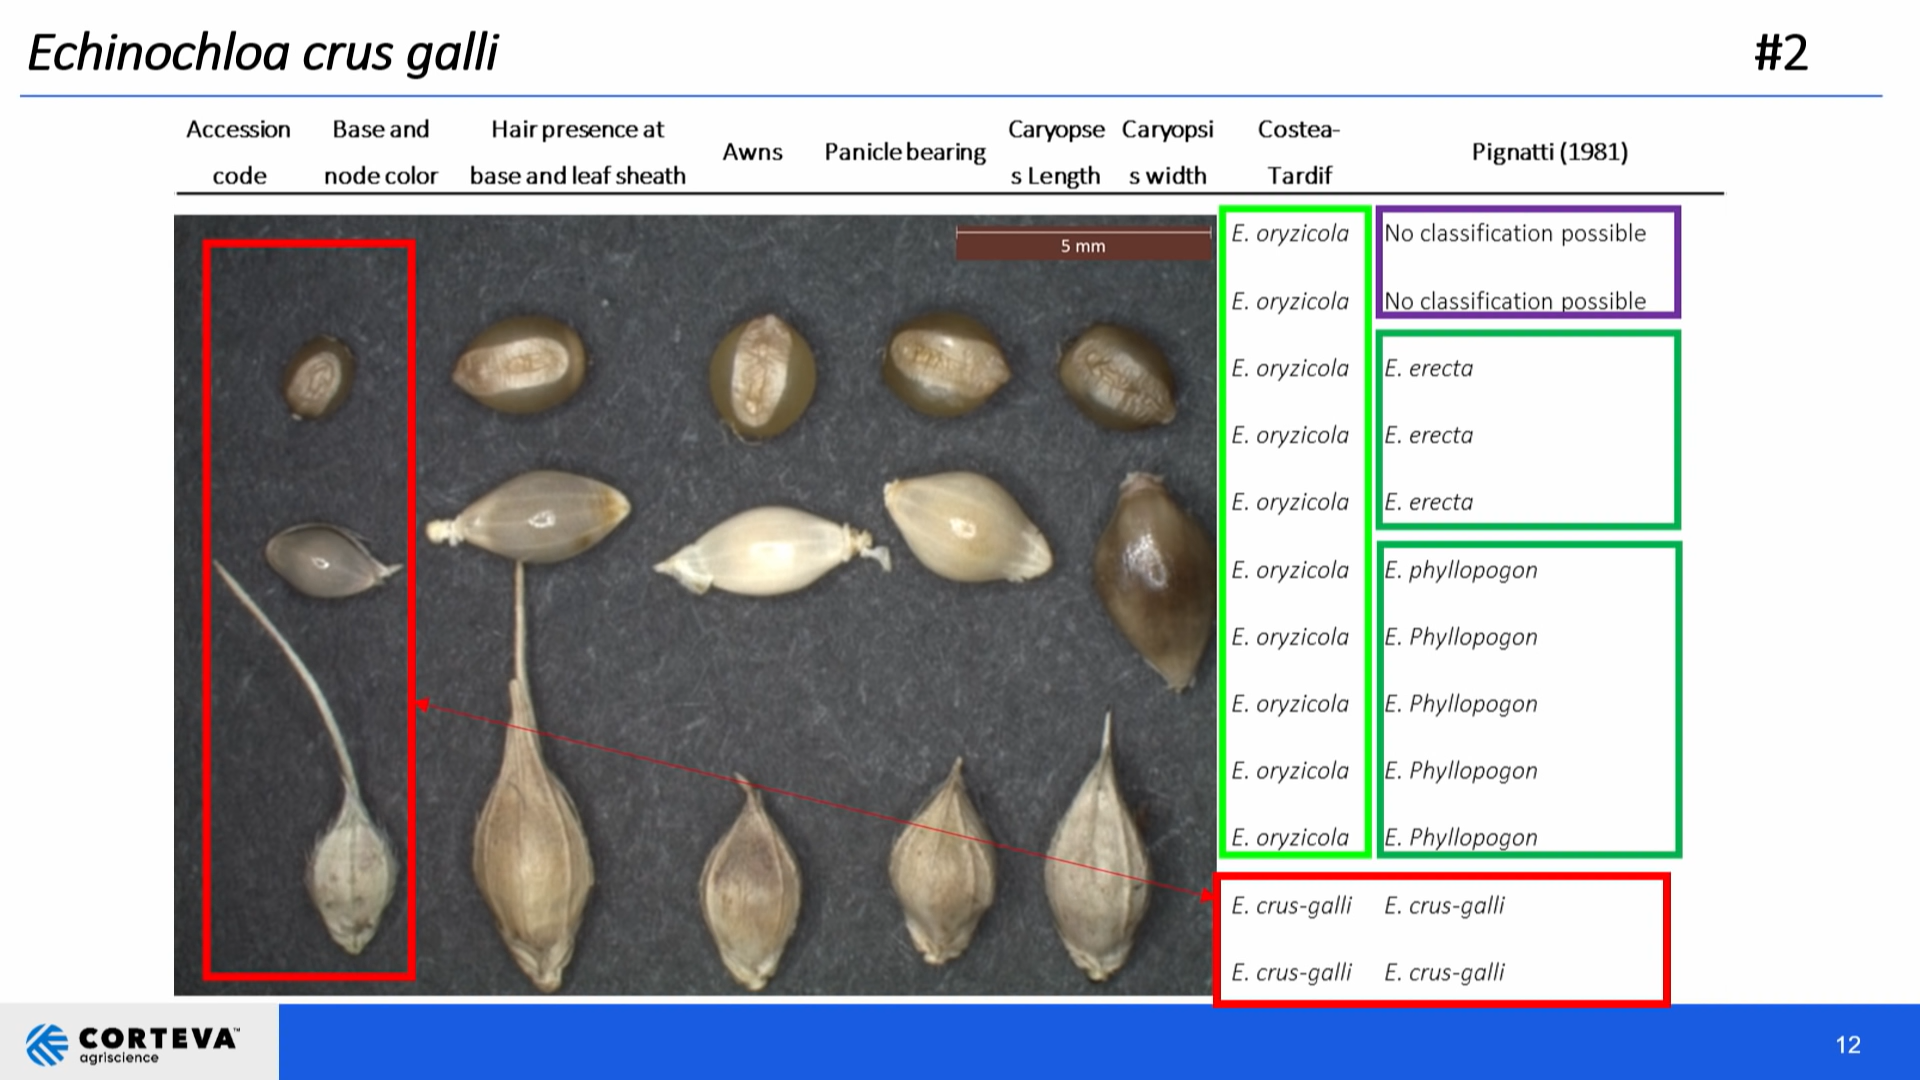 Echinochloa crus galli
#2
Accession
code
Base and
node color
Hair presence at
base and leaf sheath
Awns
Panicle bearing
Caryopse
s Length
Caryopsi
s width
Costea-
Tardif
Pignatti (1981)
5 mm
E. oryzicola No classification possible
E. oryzicola No classification possible
E. oryzicola E. erecta
E. oryzicola E. erecta
E. oryzicola E. erecta
E. oryzicola E. phyllopogon
E. oryzicola E. Phyllopogon
E. oryzicola E. Phyllopogon
E. oryzicola E. Phyllopogon
E. oryzicola E. Phyllopogon
E. crus-galli E. crus-galli
E. crus-galli E. crus-galli
CORTEVA™
agriscience
12